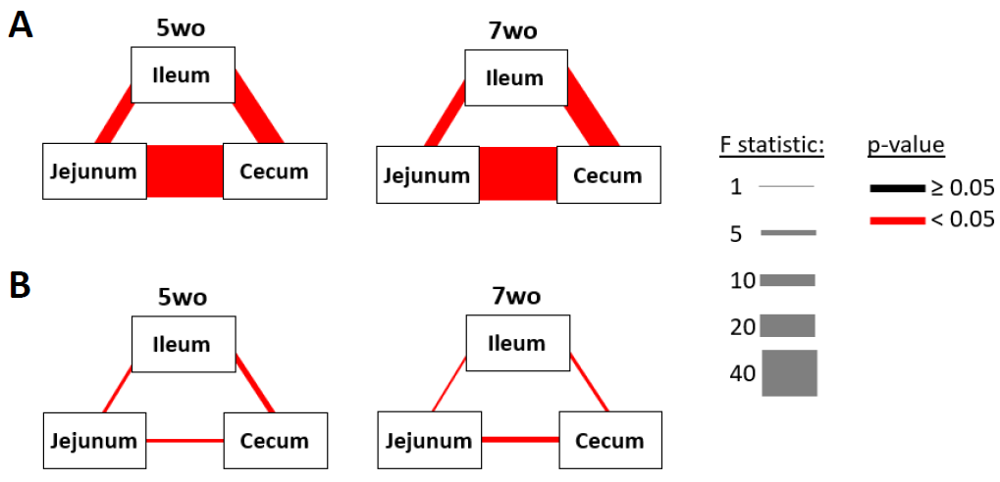 A
5wo
7wo
Ileum
Ileum
Jejunum
Cecum
Jejunum
Cecum
B
5wo
7wo
Ileum
Ileum
Jejunum
Cecum
Jejunum
Cecum
F statistic:
p-value
1
≥ 0.05
5
< 0.05
10
20
40